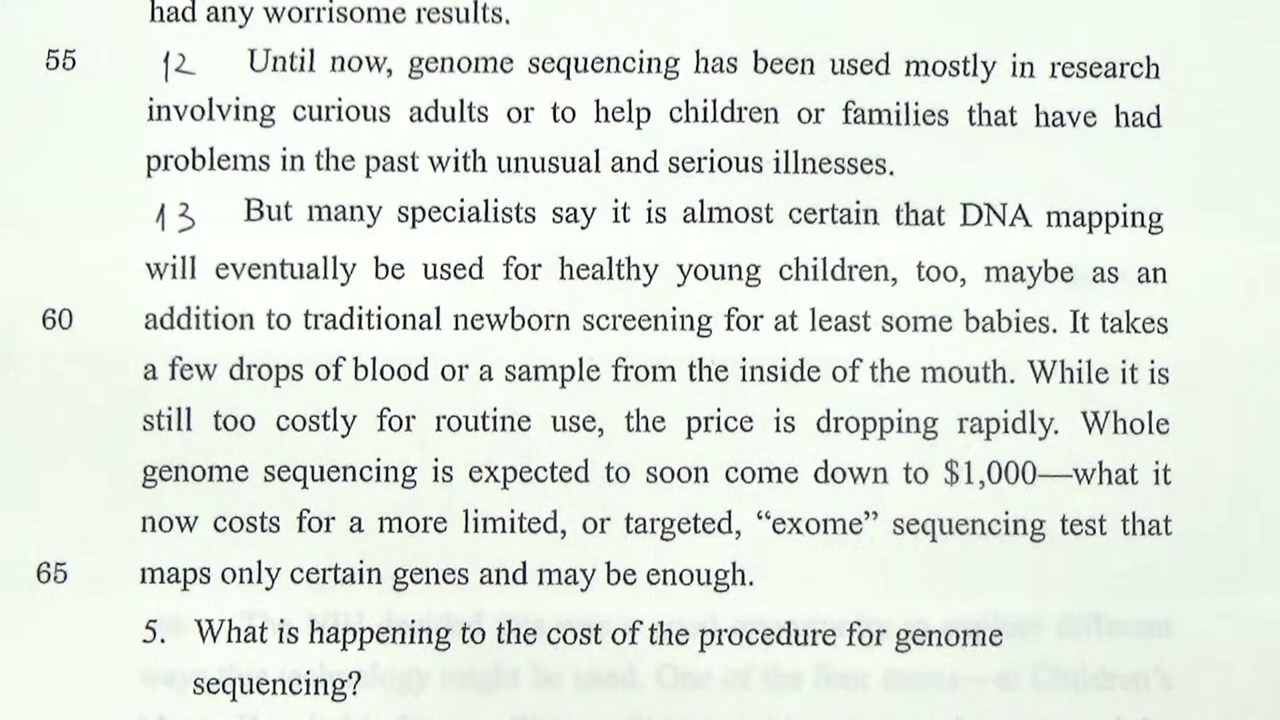 had any worrisome results.
55 12 Until now, genome sequencing has been used mostly in research
involving curious adults or to help children or families that have had
problems in the past with unusual and serious illnesses.
13 But many specialists say it is almost certain that DNA mapping
will eventually be used for healthy young children, too, maybe as an
60 addition to traditional newborn screening for at least some babies. It takes
a few drops of blood or a sample from the inside of the mouth. While it is
still too costly for routine use, the price is dropping rapidly. Whole
genome sequencing is expected to soon come down to $1,000—what it
now costs for a more limited, or targeted, “exome” sequencing test that
65 maps only certain genes and may be enough.
5. What is happening to the cost of the procedure for genome
sequencing?